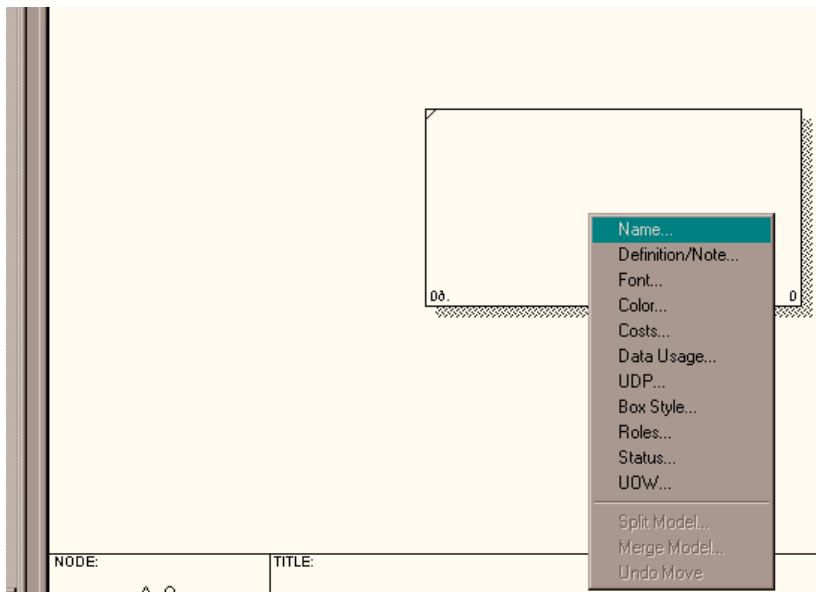 0ð.
0
Name...
Definition/Note...
Font...
Color...
Costs...
Data Usage...
UDP...
Box Style...
Roles...
Status...
UOW...
Split Model...
Merge Model...
Undo Move
NODE:
TITLE: